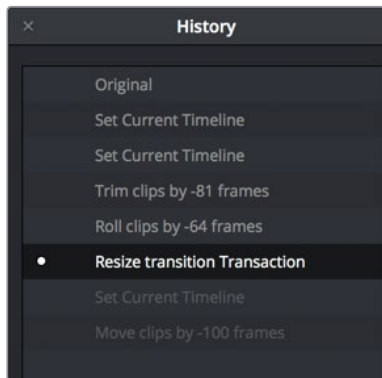 ×
History
Original
Set Current Timeline
Set Current Timeline
Trim clips by -81 frames
Roll clips by -64 frames
Resize transition Transaction
Set Current Timeline
Move clips by -100 frames